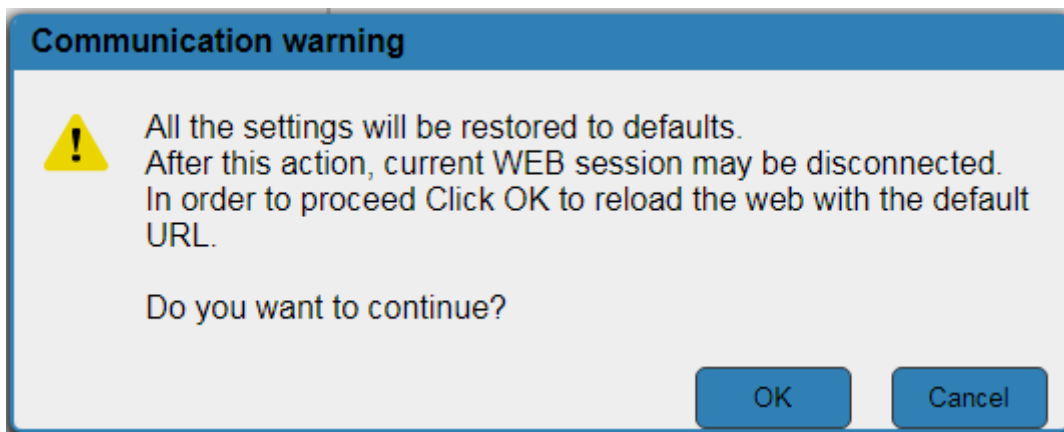 Communication warning
All the settings will be restored to defaults.
After this action, current WEB session may be disconnected.
In order to proceed Click OK to reload the web with the default
URL.
Do you want to continue?
OK
Cancel